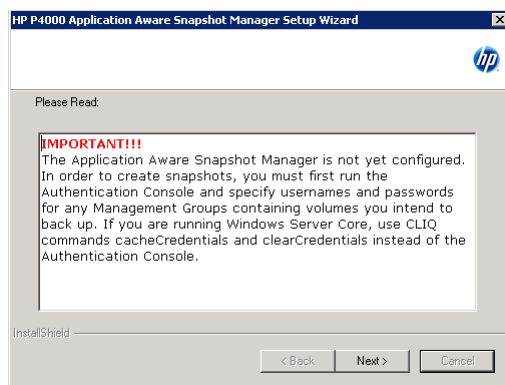 HP P4000 Application Aware Snapshot Manager Setup Wizard
hp
Please Read:
IMPORTANT!!!
The Application Aware Snapshot Manager is not yet configured.
In order to create snapshots, you must first run the
Authentication Console and specify usernames and passwords
for any Management Groups containing volumes you intend to
back up. If you are running Windows Server Core, use CLIQ
commands cacheCredentials and clearCredentials instead of the
Authentication Console.
InstallShield
< Back
Next >
Cancel